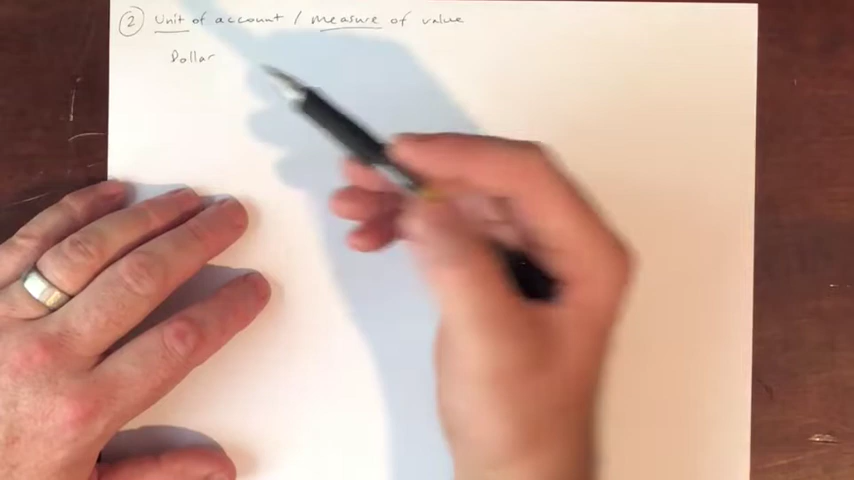 ② Unit of account / measure of value
Dollar